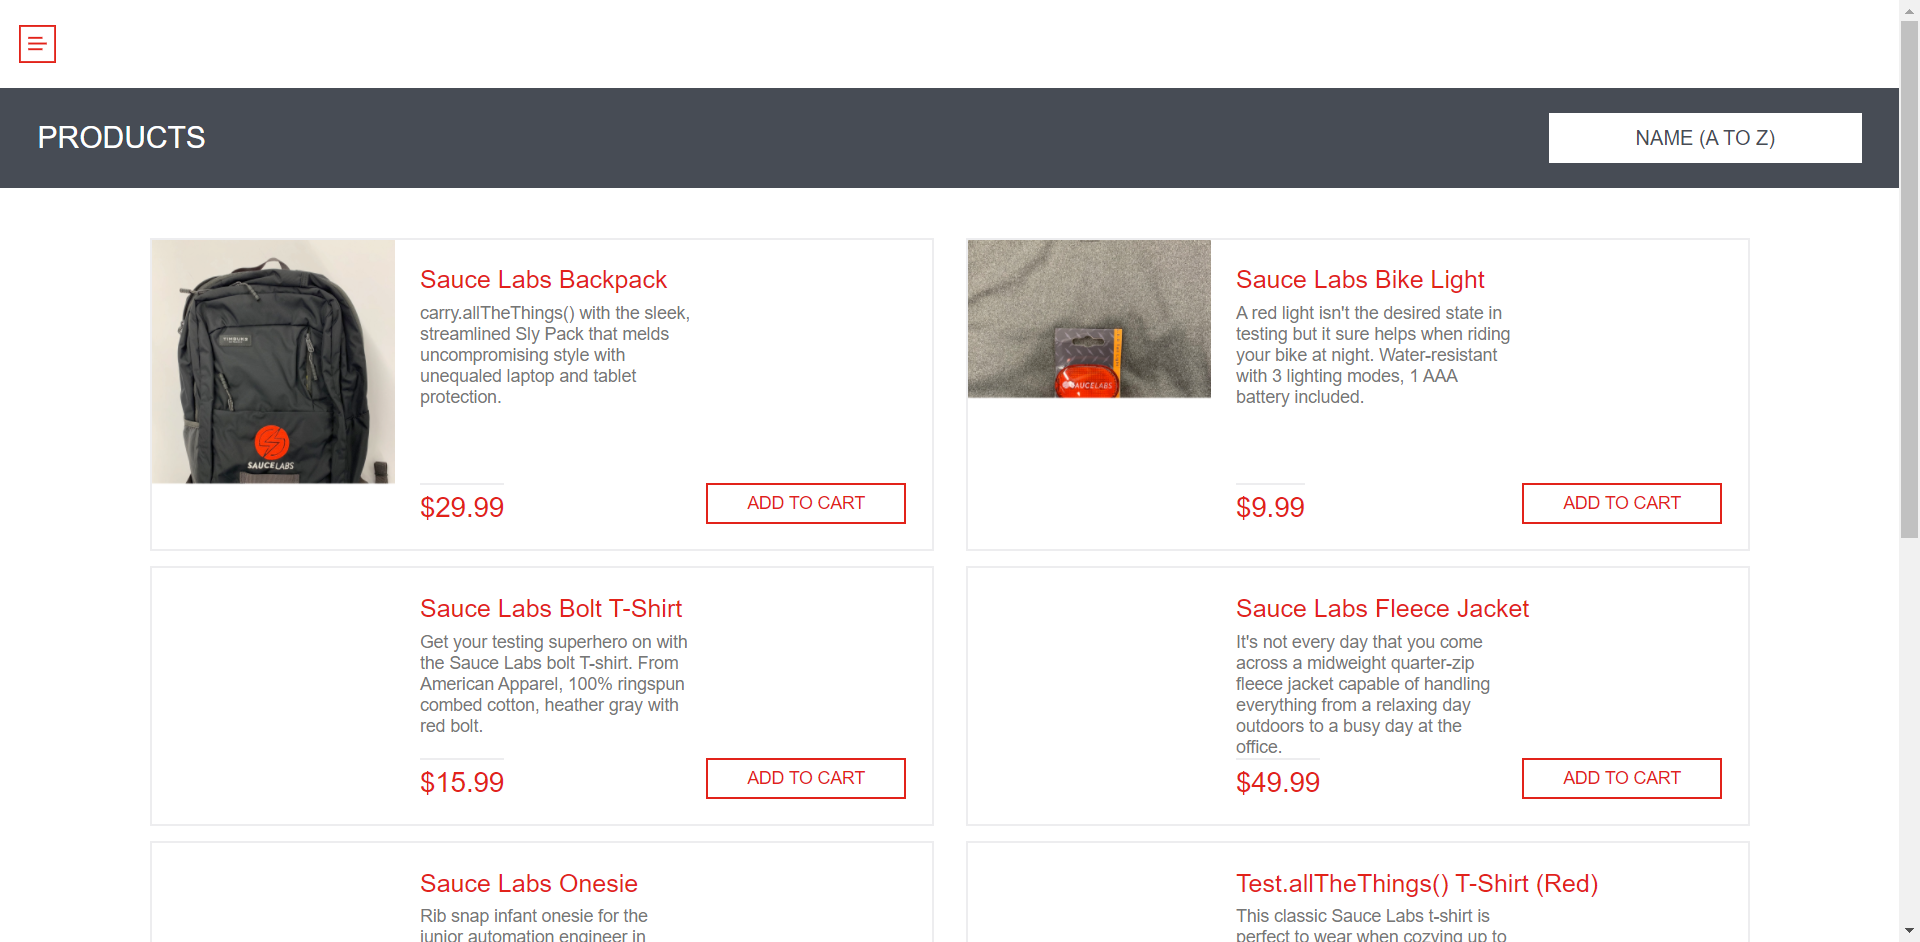 PRODUCTS
NAME (A TO Z)
Sauce Labs Backpack
carry.allTheThings() with the sleek,
streamlined Sly Pack that melds
uncompromising style with
unequaled laptop and tablet
protection.
$29.99
ADD TO CART
SAUCELABS
Sauce Labs Bike Light
A red light isn't the desired state in
testing but it sure helps when riding
your bike at night. Water-resistant
with 3 lighting modes, 1 AAA
battery included.
$9.99
ADD TO CART
SAUCELABS
Sauce Labs Bolt T-Shirt
Get your testing superhero on with
the Sauce Labs bolt T-shirt. From
American Apparel, 100% ringspun
combed cotton, heather gray with
red bolt.
$15.99
ADD TO CART
Sauce Labs Fleece Jacket
It's not every day that you come
across a midweight quarter-zip
fleece jacket capable of handling
everything from a relaxing day
outdoors to a busy day at the
office.
$49.99
ADD TO CART
Sauce Labs Onesie
Rib snap infant onesie for the
junior automation engineer in
Test.allTheThings() T-Shirt (Red)
This classic Sauce Labs t-shirt is
perfect to wear when cozying up to